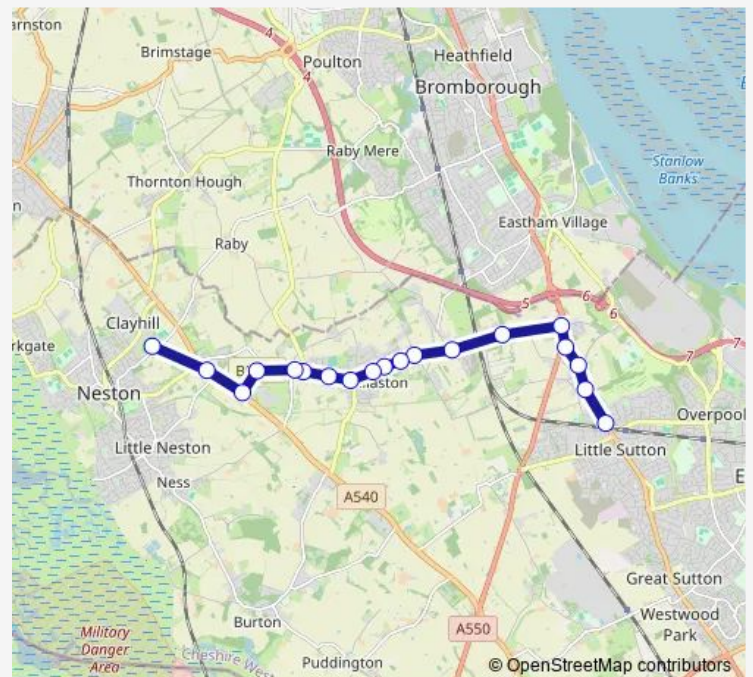 arnston
4
Brimstage
Poulton
4
Heathfield
Bromborough
Raby Mere
Stanlow
Banks
Thornton Hough
Eastham Village
Raby
5
6
6
Clayhill
7
7
rkgate
Neston
Little Neston
Overpool
Little Sutton
Ness
A540
Great Sutton
Burton
A550
Westwood
Park
Military
Danger
Area
Cheshire West
Puddington
© OpenStreetMap contributors